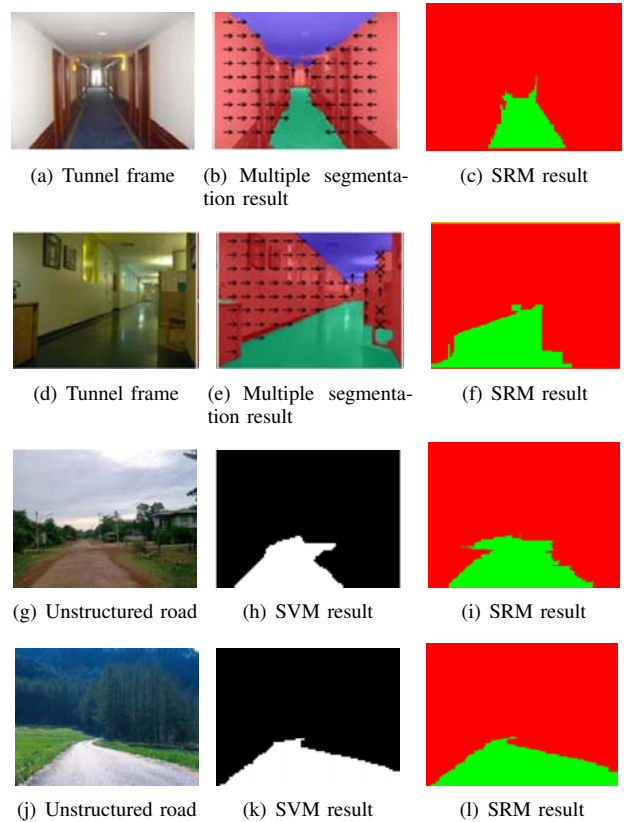 (a) Tunnel frame
(b) Multiple segmenta-
tion result
(c) SRM result
(d) Tunnel frame
(e) Multiple segmenta-
tion result
(f) SRM result
(g) Unstructured road
(h) SVM result
(i) SRM result
(j) Unstructured road
(k) SVM result
(l) SRM result